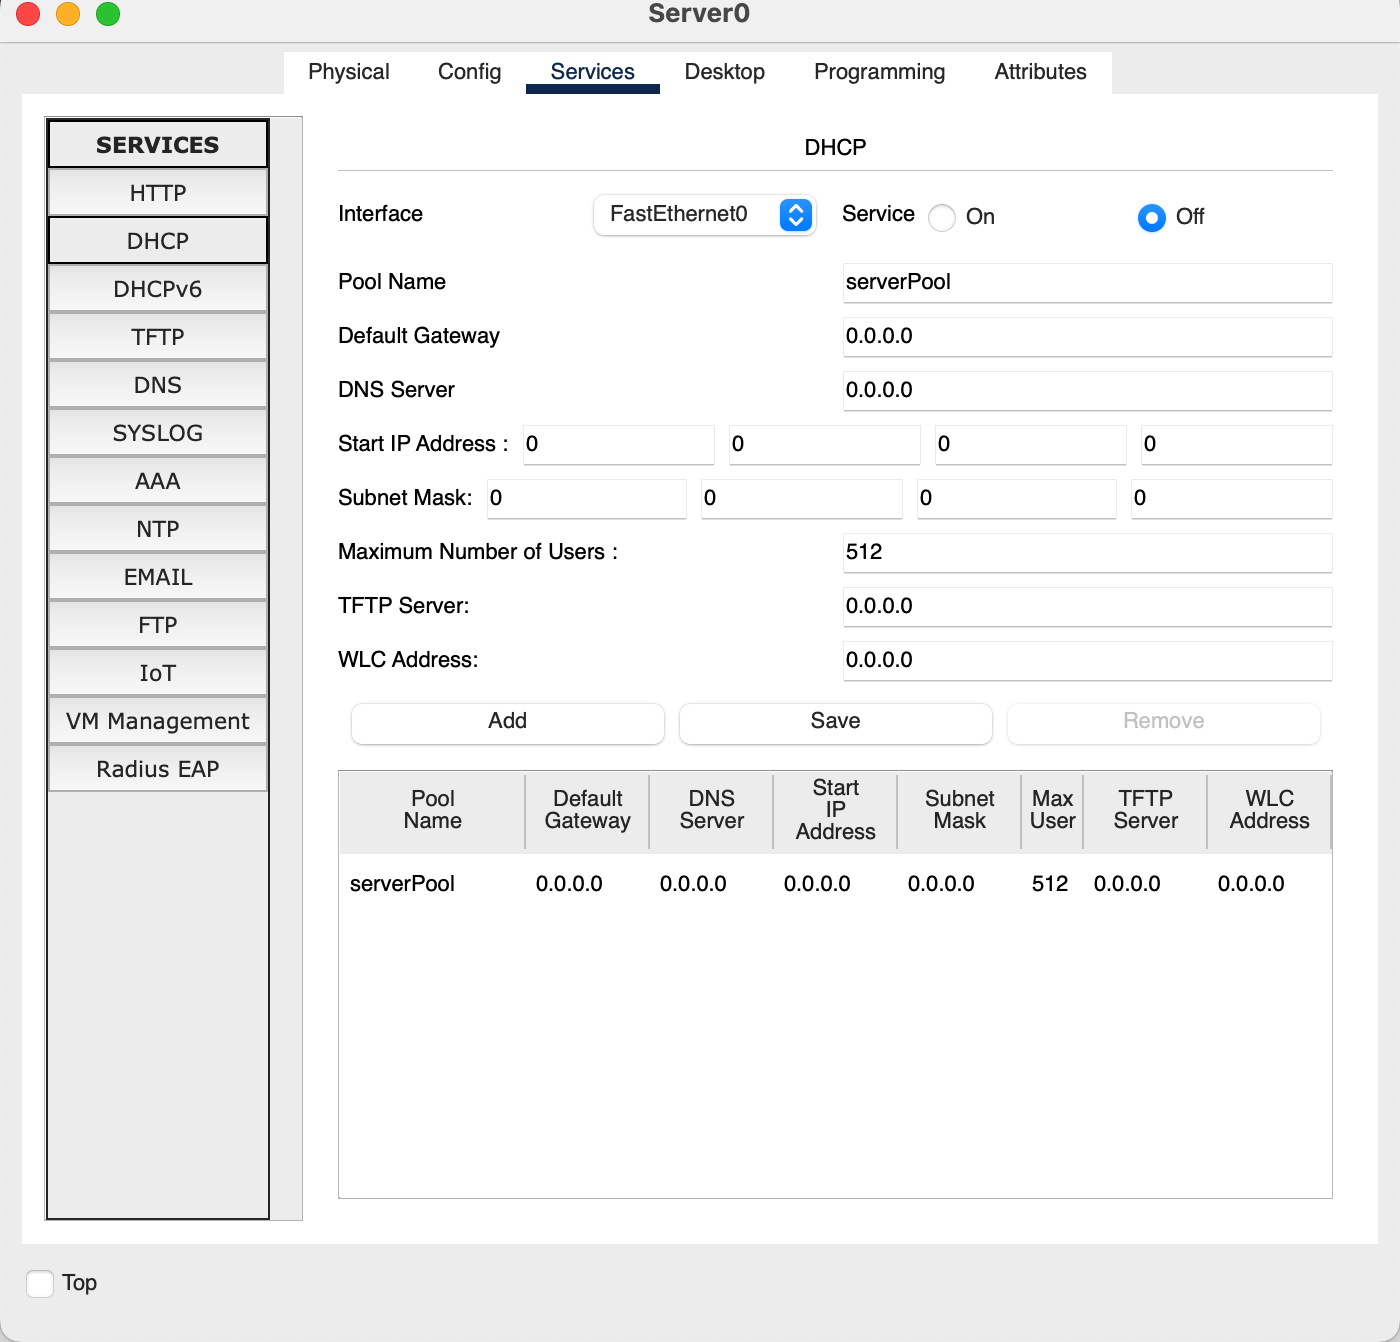 Server0
Physical Config Services Desktop Programming Attributes
SERVICES
HTTP
DHCP
DHCPv6
TFTP
DNS
SYSLOG
AAA
NTP
EMAIL
FTP
IoT
VM Management
Radius EAP
DHCP
Interface FastEthernet0 Service On Off
Pool Name serverPool
Default Gateway 0.0.0.0
DNS Server 0.0.0.0
Start IP Address : 0 0 0 0
Subnet Mask: 0 0 0 0
Maximum Number of Users : 512
TFTP Server: 0.0.0.0
WLC Address: 0.0.0.0
Add Save Remove
Pool Name Default Gateway DNS Server Start IP Address Subnet Mask Max User TFTP Server WLC Address
serverPool 0.0.0.0 0.0.0.0 0.0.0.0 0.0.0.0 512 0.0.0.0 0.0.0.0
Top